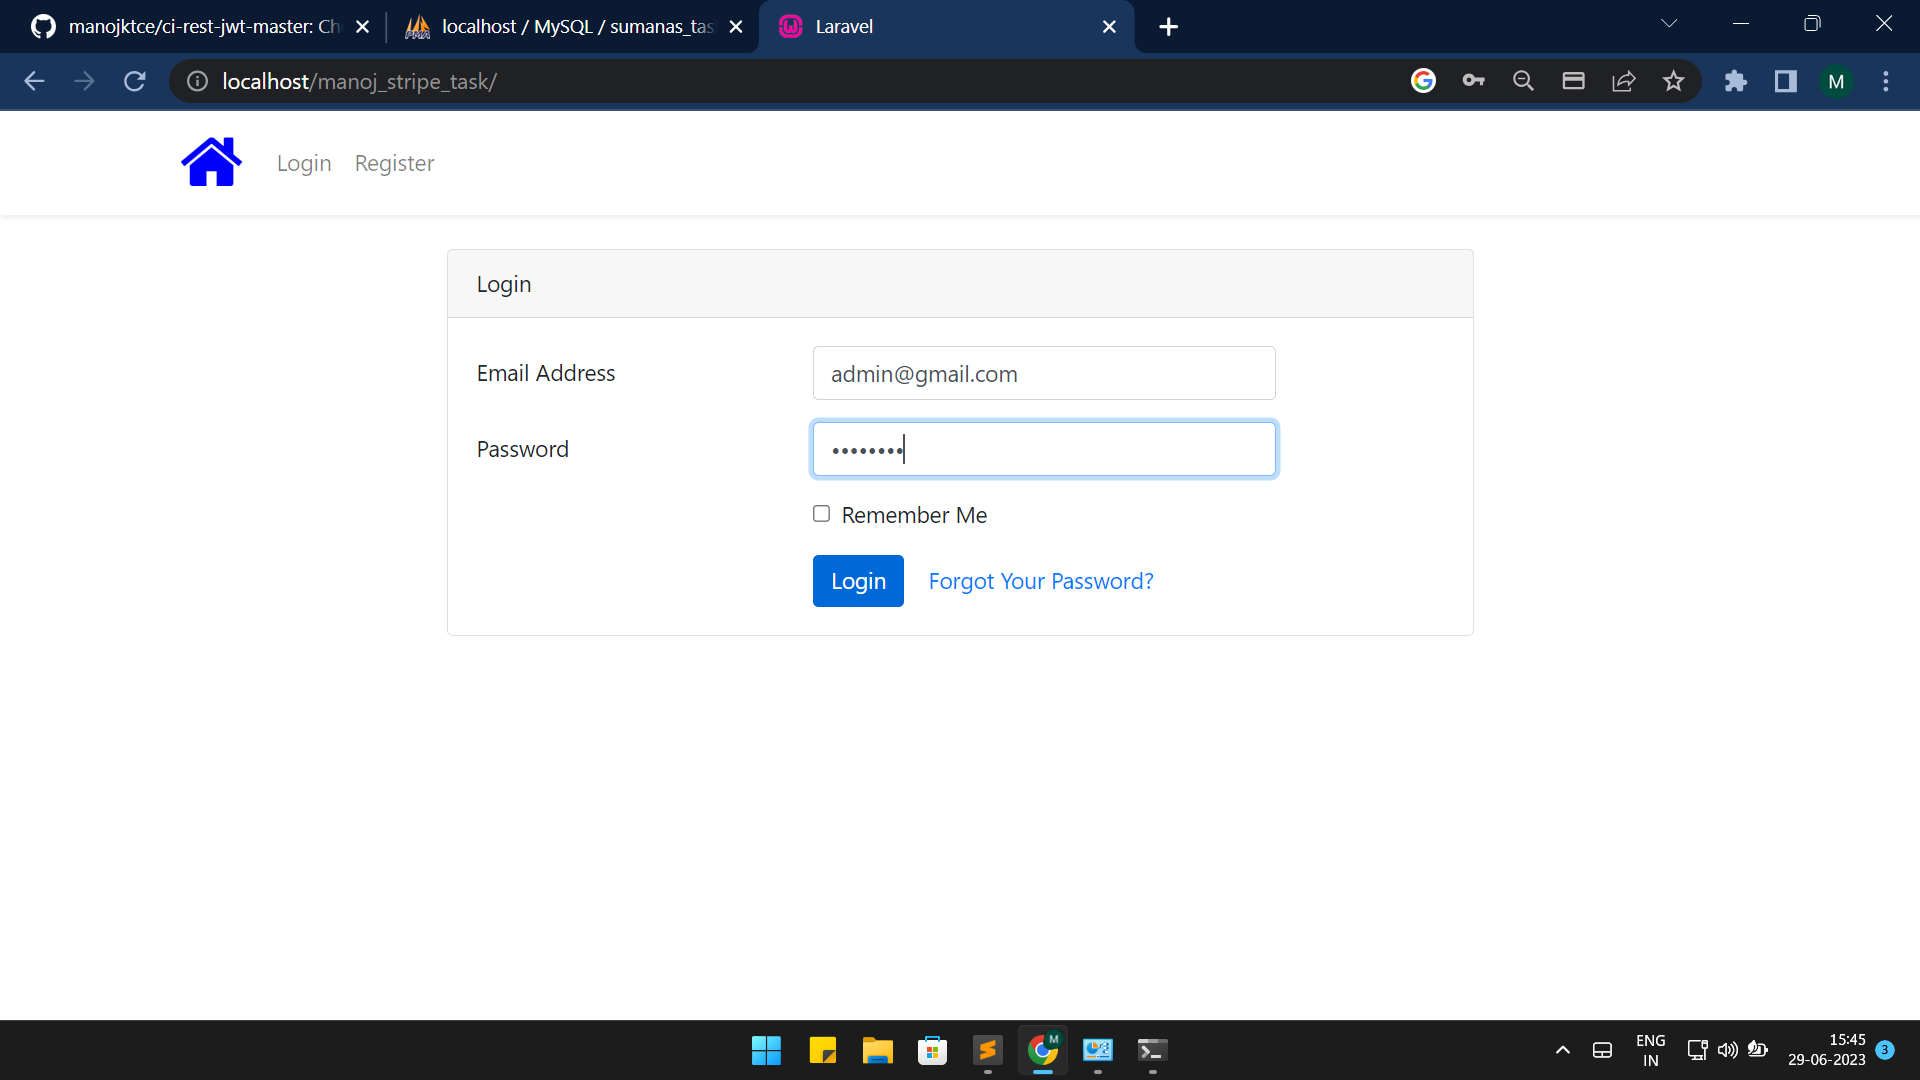 manojktce/ci-rest-jwt-master: Ch
localhost / MySQL / sumanas_tas
Laravel
localhost/manoj_stripe_task/
M
Login
Register
Login
Email Address
admin@gmail.com
Password
••••••••
Remember Me
Login
Forgot Your Password?
M
ENG
IN
15:45
29-06-2023
3